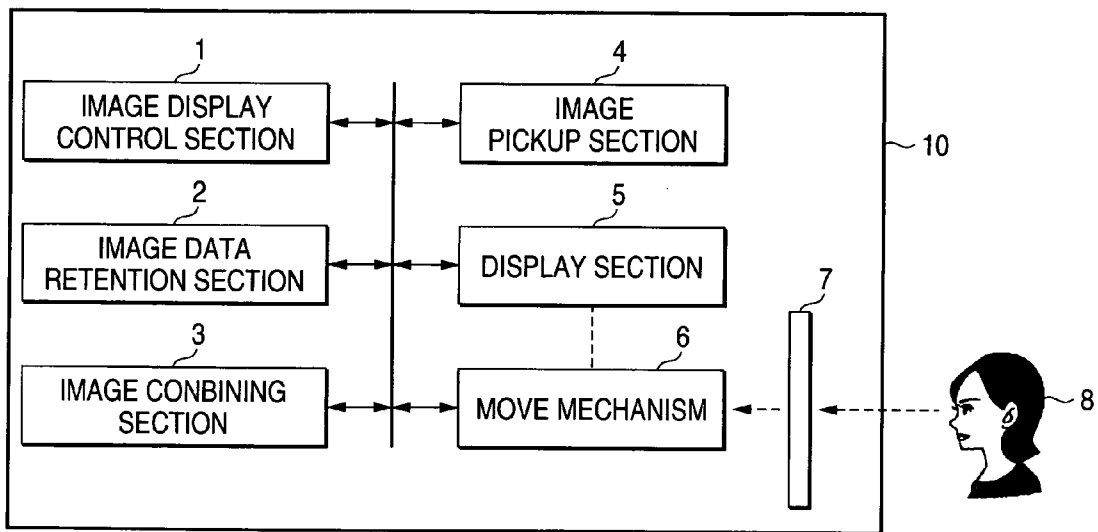 1
IMAGE DISPLAY
CONTROL SECTION
4
IMAGE
PICKUP SECTION
10
2
IMAGE DATA
RETENTION SECTION
5
DISPLAY SECTION
7
3
IMAGE CONBINING
SECTION
6
MOVE MECHANISM
8